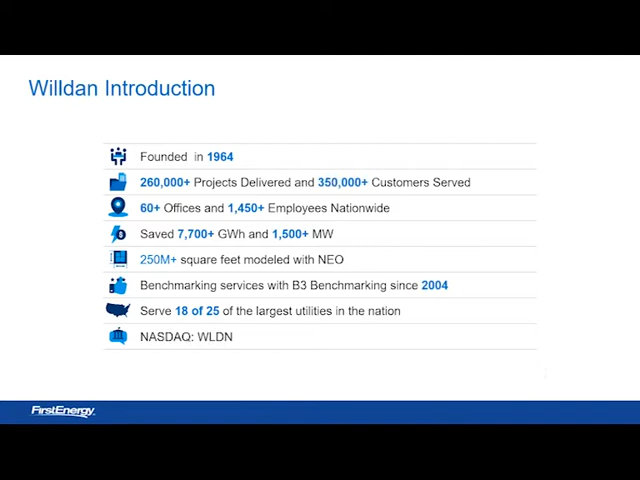 Willdan Introduction
Founded in 1964
260,000+ Projects Delivered and 350,000+ Customers Served
60+ Offices and 1,450+ Employees Nationwide
Saved 7,700+ GWh and 1,500+ MW
250M+ square feet modeled with NEO
Benchmarking services with B3 Benchmarking since 2004
Serve 18 of 25 of the largest utilities in the nation
NASDAQ: WLDN
FirstEnergy